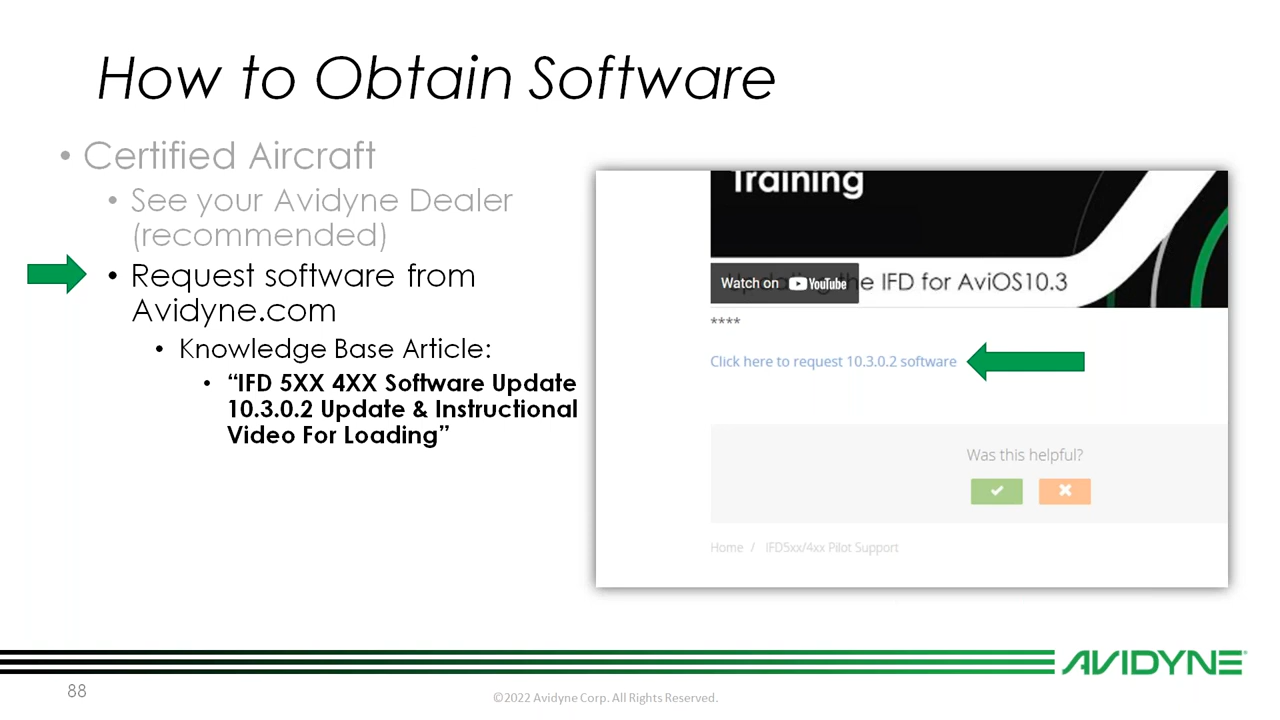 How to Obtain Software
• Certified Aircraft
• See your Avidyne Dealer
(recommended)
• Request software from
Avidyne.com
• Knowledge Base Article:
• “IFD 5XX 4XX Software Update
10.3.0.2 Update & Instructional
Video For Loading”
Training
Watch on YouTube
the IFD for AviOS10.3
****
Click here to request 10.3.0.2 software
Was this helpful?
Home / IFD5xx/4xx Pilot Support
AVIDYNE
88
©2022 Avidyne Corp. All Rights Reserved.